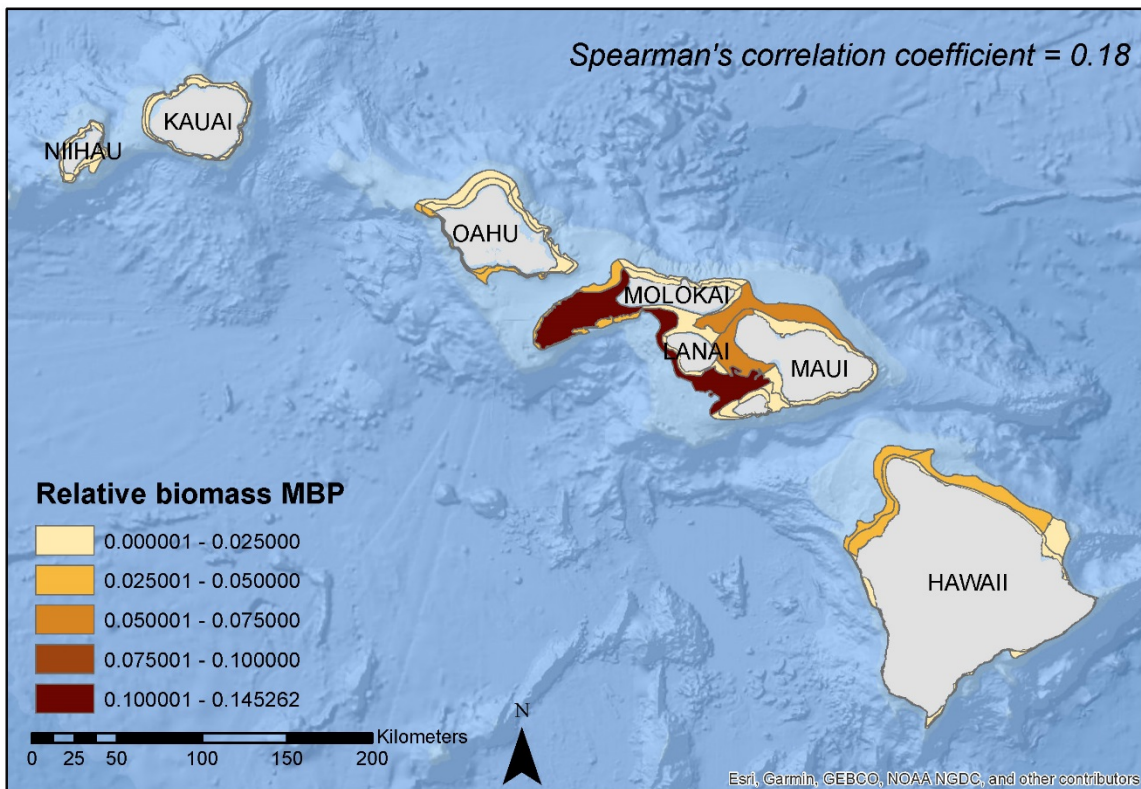 Spearman's correlation coefficient = 0.18
KAUAI
NIIHAU
OAHU
MOLOKAI
LANAI
MAUI
HAWAII
Relative biomass MBP
0.000001 - 0.025000
0.025001 - 0.050000
0.050001 - 0.075000
0.075001 - 0.100000
0.100001 - 0.145262
N
Kilometers
0 25 50 100 150 200
Esri, Garmin, GEBCO, NOAA NGDC, and other contributors